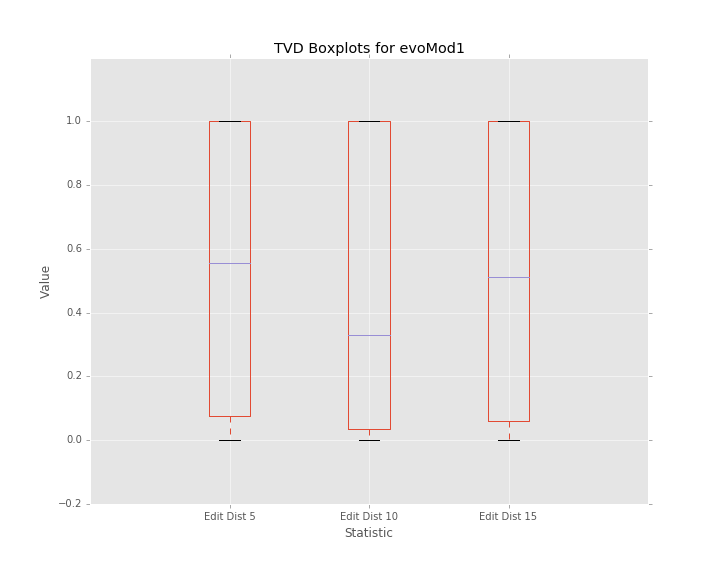 TVD Boxplots for evoMod1
1.0
0.8
0.6
0.4
0.2
0.0
−0.2
Value
Edit Dist 5
Edit Dist 10
Edit Dist 15
Statistic